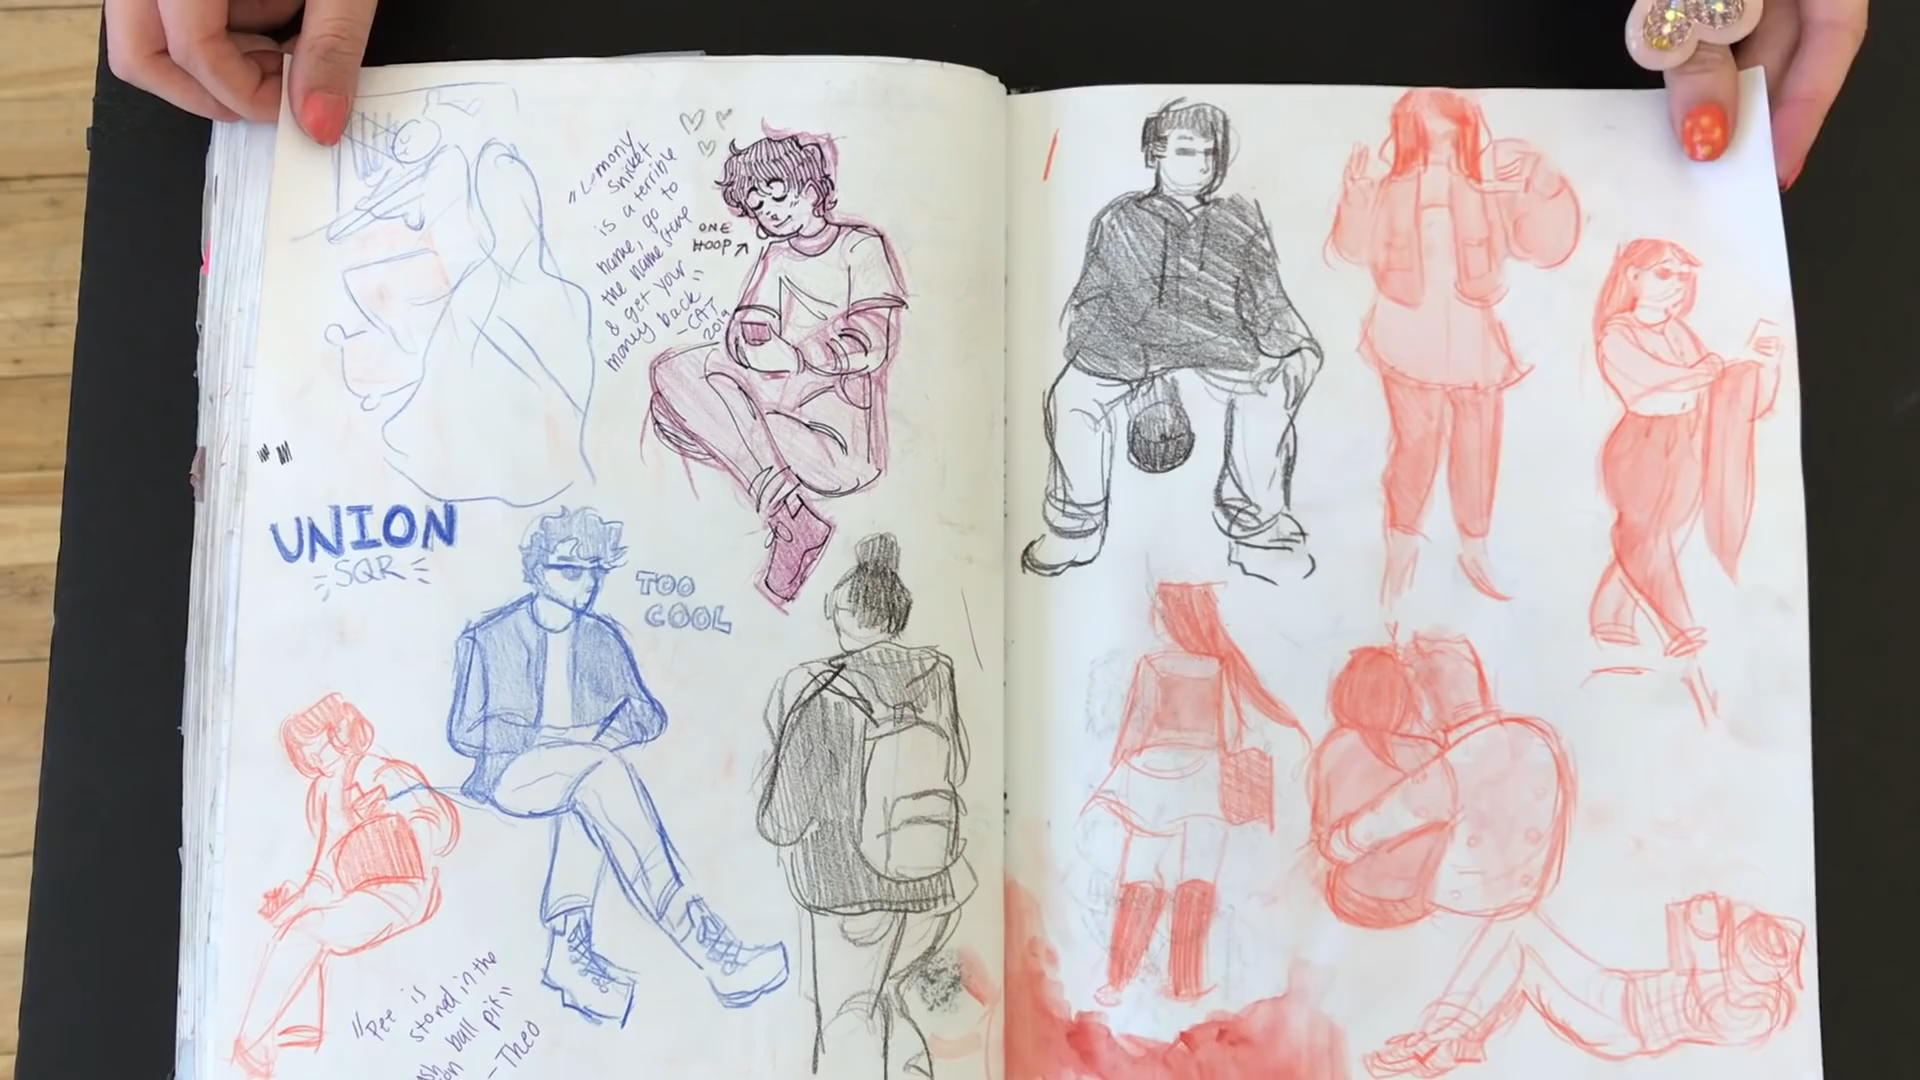 "Lemony
Snicket
is a terrible
name, go to
the name store
& get your
money back"
-CAT
2019
ONE
HOOP
UNION
SQR
TOO
COOL
"Pee is
stored in the
ball pit"
-Theo